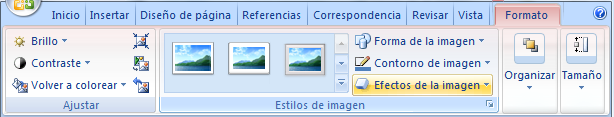 Inicio Insertar Diseño de página Referencias Correspondencia Revisar Vista Formato
Brillo
Contraste
Volver a colorear
Ajustar
Forma de la imagen
Contorno de imagen
Efectos de la imagen
Estilos de imagen
Organizar
Tamaño